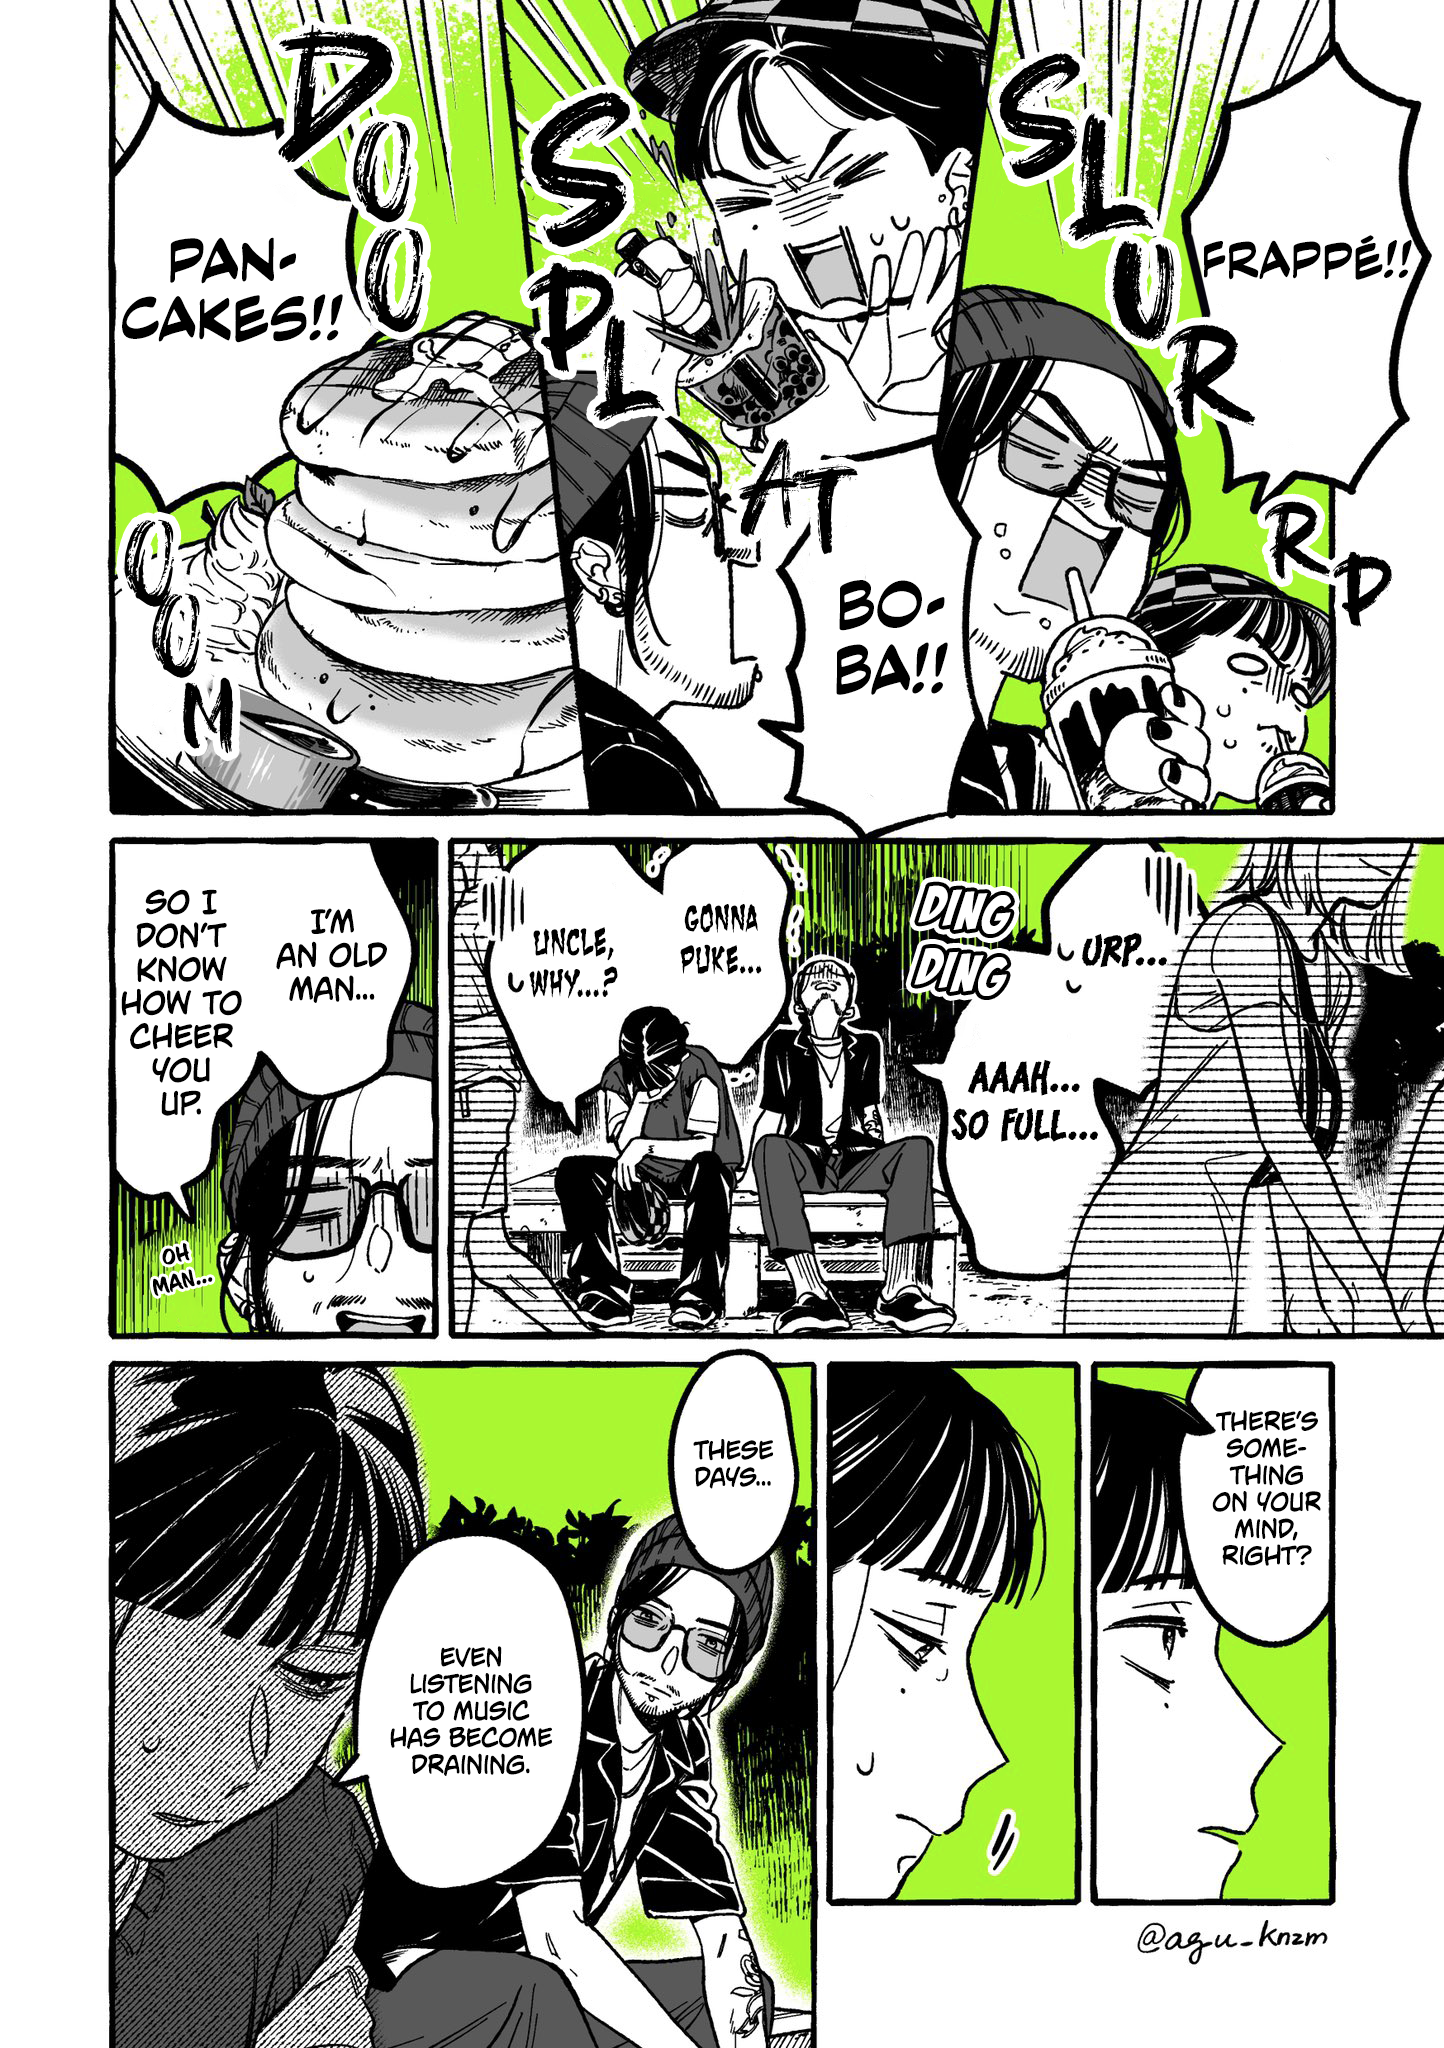 FRAPPÉ!!
SLURRP
BO-
BA!!
SPLAT
PAN-
CAKES!!
DOOO
OOOM
URP...
AAAH...
SO FULL...
DING
DING
GONNA
PUKE...
UNCLE,
WHY...?
I'M
AN OLD
MAN...
SO I
DON'T
KNOW
HOW TO
CHEER
YOU
UP.
OH
MAN...
THERE'S
SOME-
THING
ON YOUR
MIND,
RIGHT?
THESE
DAYS...
EVEN
LISTENING
TO MUSIC
HAS BECOME
DRAINING.
@agu_knzm